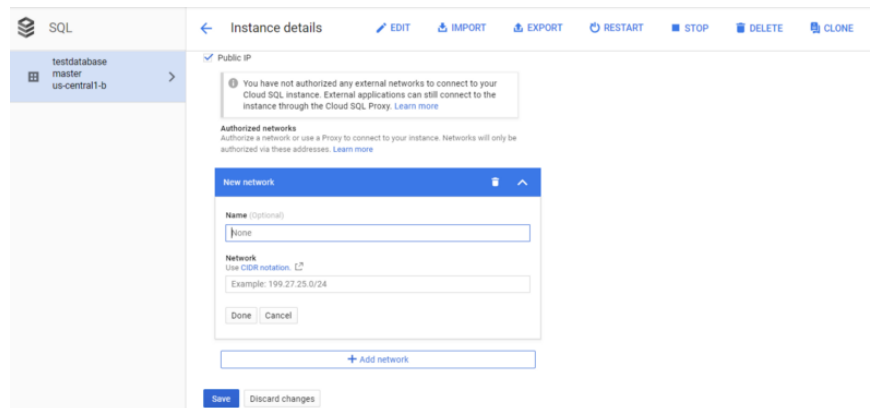 SQL
Instance details
EDIT
IMPORT
EXPORT
RESTART
STOP
DELETE
CLONE
testdatabase
master
us-central1-b
Public IP
You have not authorized any external networks to connect to your
Cloud SQL instance. External applications can still connect to the
instance through the Cloud SQL Proxy. Learn more
Authorized networks
Authorize a network or use a Proxy to connect to your instance. Networks will only be
authorized via these addresses. Learn more
New network
Name (Optional)
None
Network
Use CIDR notation.
Example: 199.27.25.0/24
Done Cancel
+ Add network
Save Discard changes